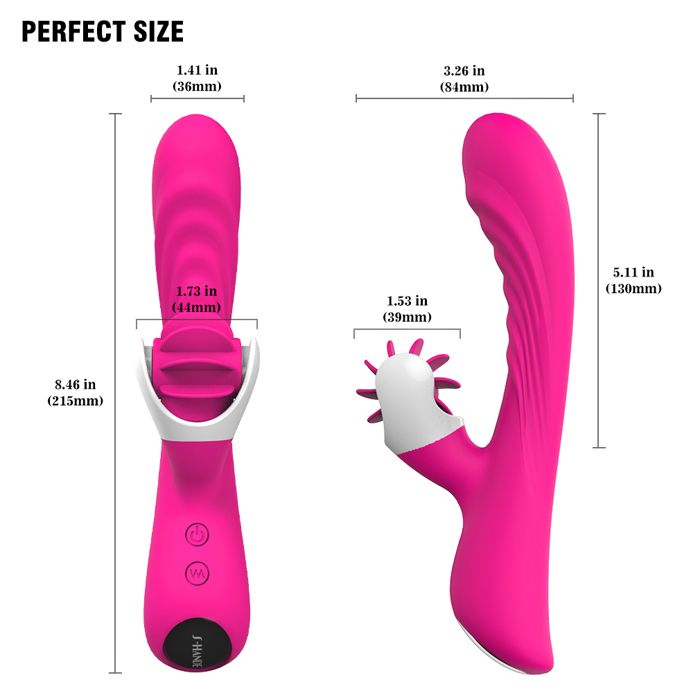 PERFECT SIZE
1.41 in
(36mm)
3.26 in
(84mm)
1.73 in
(44mm)
1.53 in
(39mm)
5.11 in
(130mm)
8.46 in
(215mm)
S-HANDE